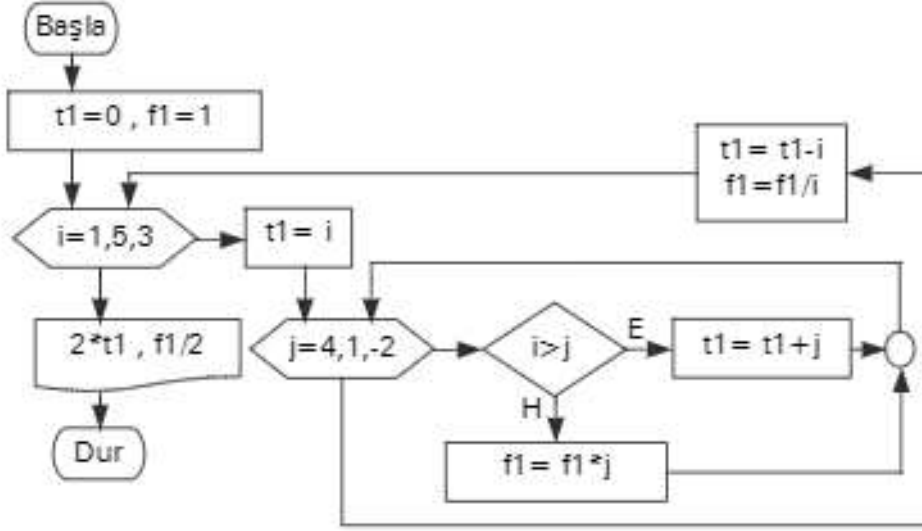 Başla
t1=0 , f1=1
t1= t1-i
f1=f1/i
i=1,5,3
t1= i
2*t1 , f1/2
j=4,1,-2
i>j
E
t1= t1+j
H
f1= f1*j
Dur